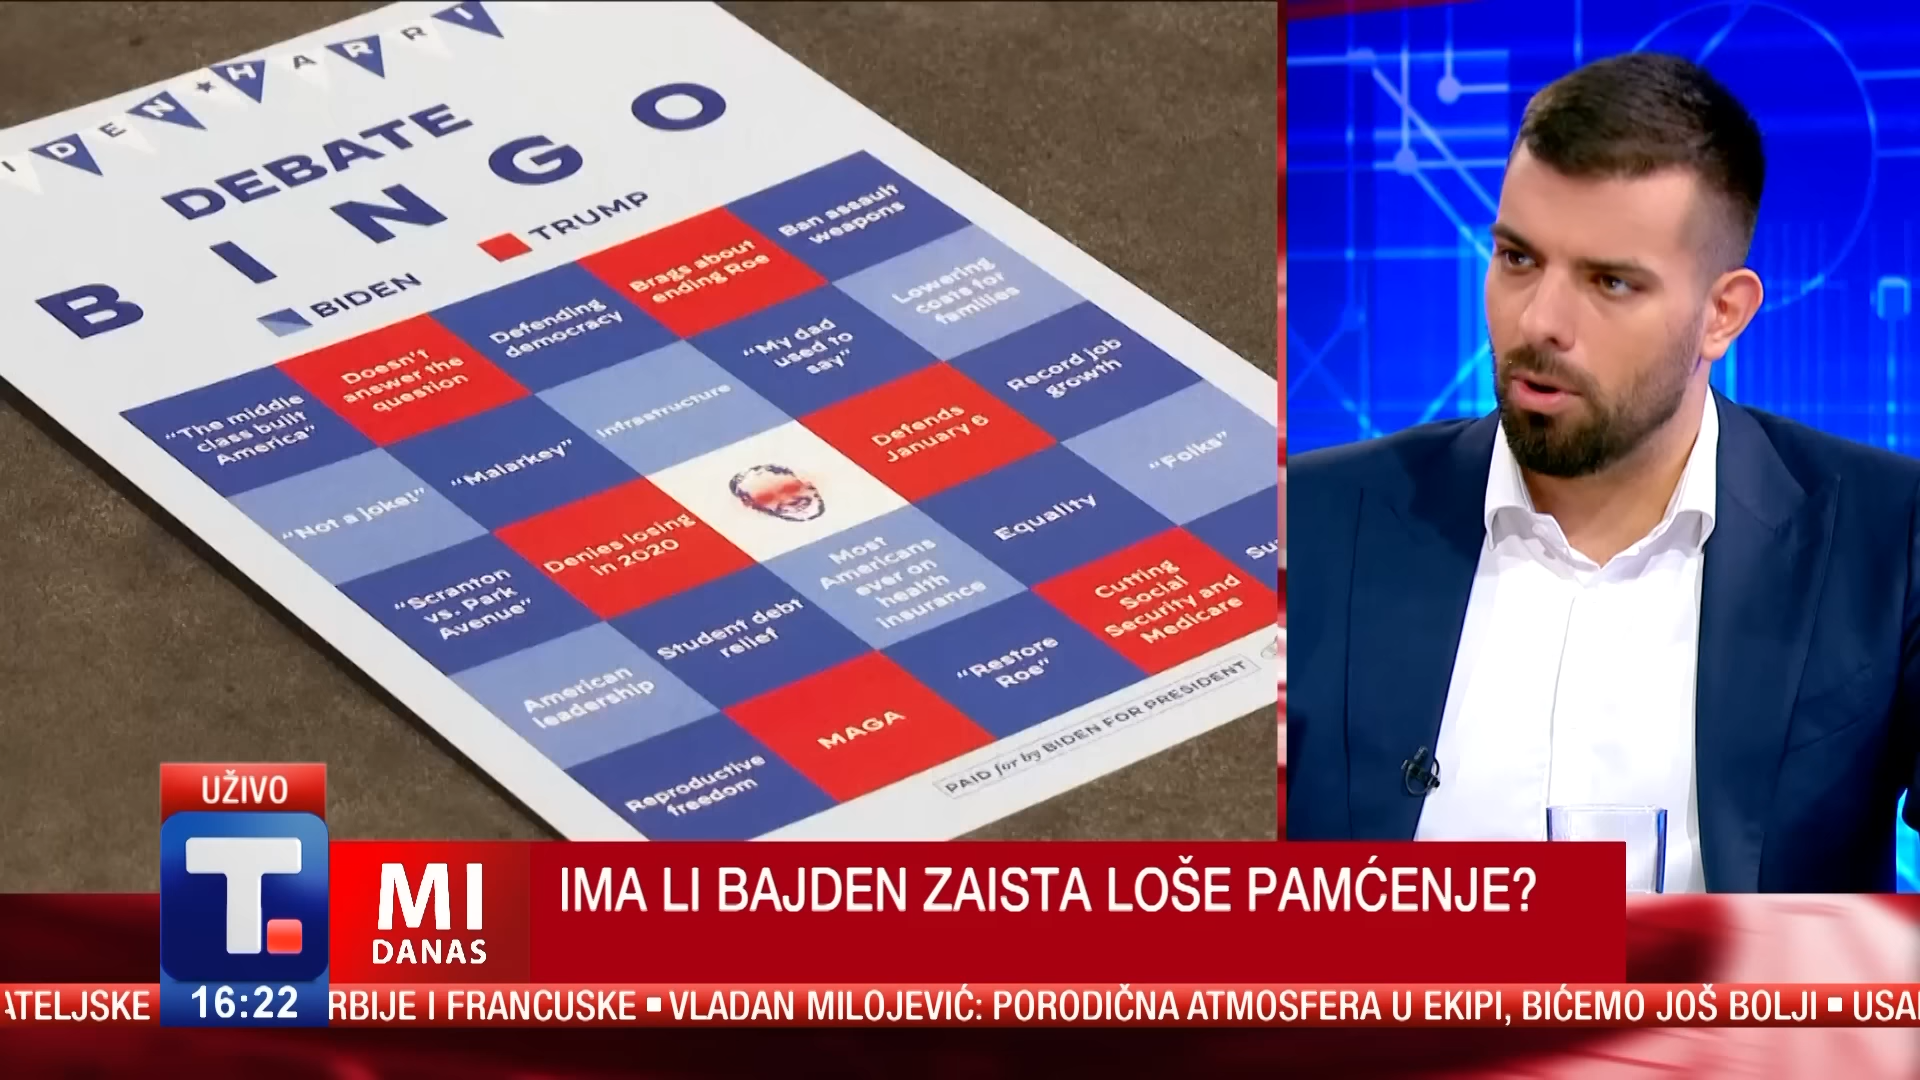 IDEN ★ HARRI
DEBATE
BINGO
BIDEN
TRUMP
"The middle
class built
America"
Doesn't
answer the
question
Defending
democracy
Brags about
ending Roe
Ban assault
weapons
"Not a joke!"
"Malarkey"
Infrastructure
"My dad
used to
say"
Lowering
costs for
families
"Scranton
vs. Park
Avenue"
Denies losing
in 2020
Defends
January 6
Record job
growth
American
leadership
Student debt
relief
Most
Americans
ever on
health
insurance
Equality
"Folks"
Reproductive
freedom
MAGA
"Restore
Roe"
Cutting
Social
Security and
Medicare
Su
PAID for by BIDEN FOR PRESIDENT
UŽIVO
T.
MI
DANAS
IMA LI BAJDEN ZAISTA LOŠE PAMĆENJE?
16:22
ATELJSKE RBIJE I FRANCUSKE ▪ VLADAN MILOJEVIĆ: PORODIČNA ATMOSFERA U EKIPI, BIĆEMO JOŠ BOLJI ▪ USA